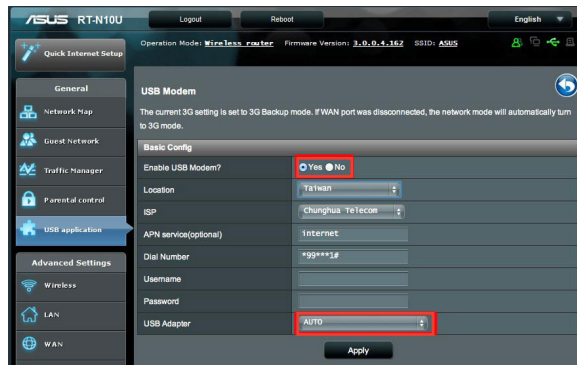 ASUS RT-N10U
Logout
Reboot
English
Operation Mode: Wireless router Firmware Version: 3.0.0.4.162 SSID: ASUS
Quick Internet Setup
General
Network Map
Guest Network
Traffic Manager
Parental control
USB application
Advanced Settings
Wireless
LAN
WAN
USB Modem
The current 3G setting is set to 3G Backup mode. If WAN port was dissconnected, the network mode will automatically turn
to 3G mode.
Basic Config
Enable USB Modem? Yes No
Location Taiwan
ISP Chunghua Telecom
APN service(optional) internet
Dial Number *99***1#
Username
Password
USB Adapter AUTO
Apply